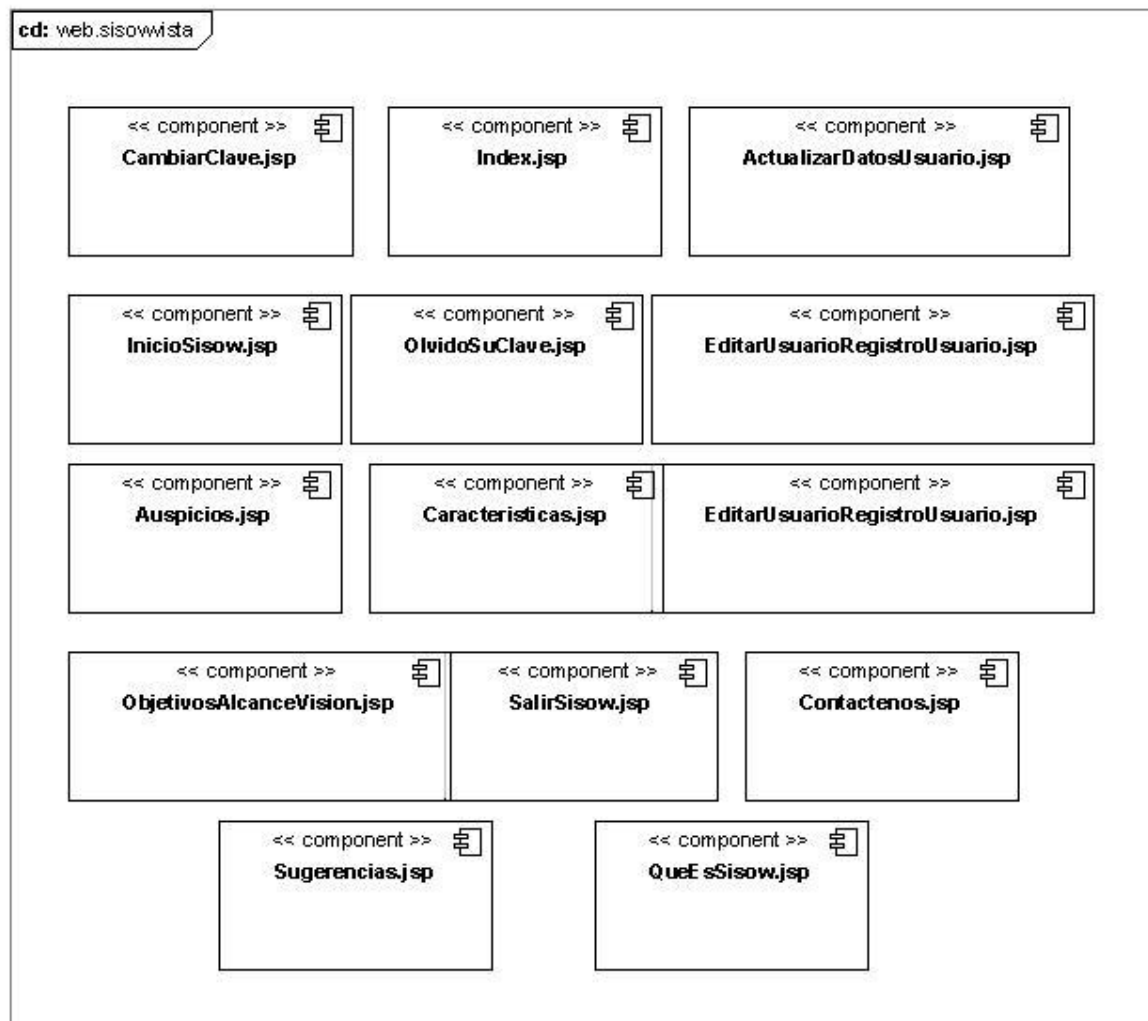 cd: web.sisowvista
<< component >>
CambiarClave.jsp
<< component >>
Index.jsp
<< component >>
ActualizarDatosUsuario.jsp
<< component >>
InicioSisow.jsp
<< component >>
OlvidoSuClave.jsp
<< component >>
EditarUsuarioRegistroUsuario.jsp
<< component >>
Auspicios.jsp
<< component >>
Caracteristicas.jsp
<< component >>
EditarUsuarioRegistroUsuario.jsp
<< component >>
ObjetivosAlcanceVision.jsp
<< component >>
SalirSisow.jsp
<< component >>
Contactenos.jsp
<< component >>
Sugerencias.jsp
<< component >>
QueEsSisow.jsp